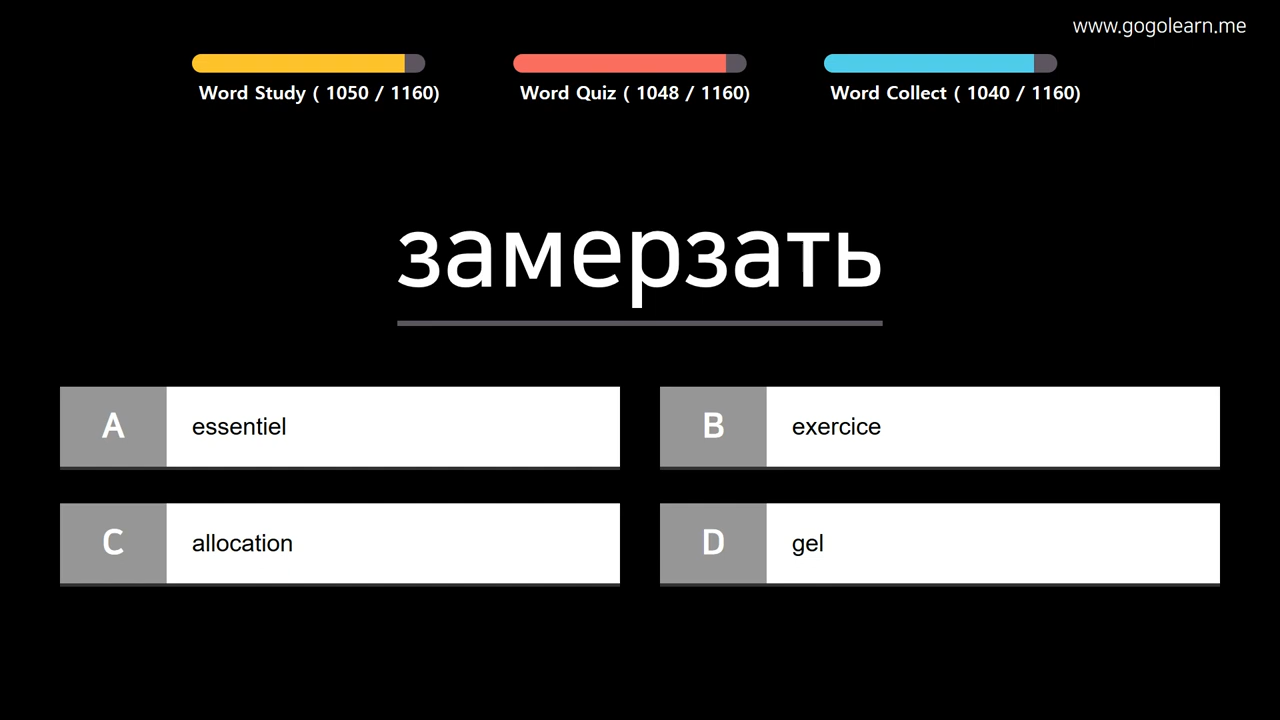 www.gogolearn.me
Word Study ( 1050 / 1160)
Word Quiz ( 1048 / 1160)
Word Collect ( 1040 / 1160)
замерзать
A essentiel
B exercice
C allocation
D gel